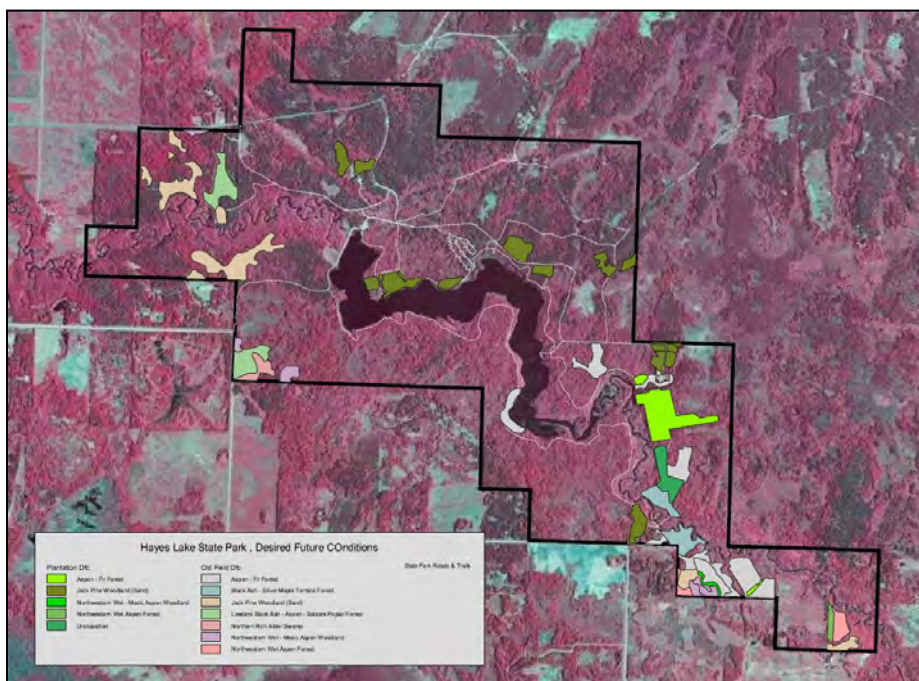 Hayes Lake State Park , Desired Future COnditions
Plantation Dfc
Aspen - Fir Forest
Jack Pine Woodland (Sand)
Northwestern Wet - Mesic Aspen Woodland
Northwestern Wet Aspen Forest
Unclassified
Old Field Dfc
Aspen - Fir Forest
Black Ash - Silver Maple Terrace Forest
Jack Pine Woodland (Sand)
Lowland Black Ash - Aspen - Balsam Poplar Forest
Northern Rich Alder Swamp
Northwestern Wet - Mesic Aspen Woodland
Northwestern Wet Aspen Forest
State Park Roads & Trails